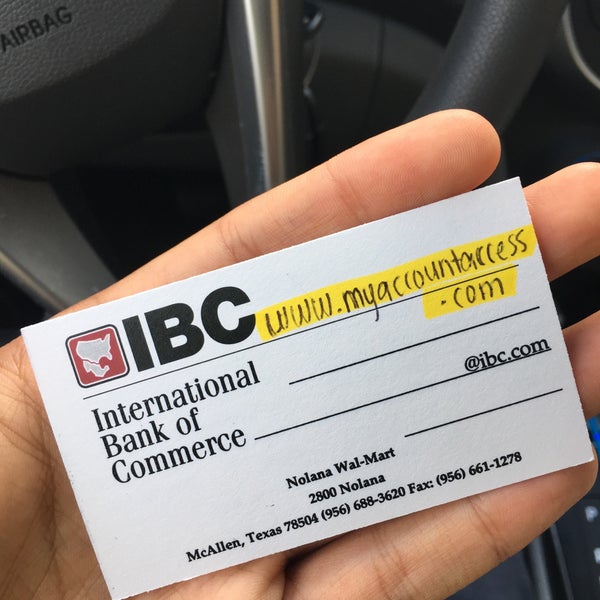 AIRBAG
IBC
www.myaccountaccess
.com
International
Bank of
Commerce
@ibc.com
Nolana Wal-Mart
2800 Nolana
McAllen, Texas 78504 (956) 688-3620 Fax: (956) 661-1278